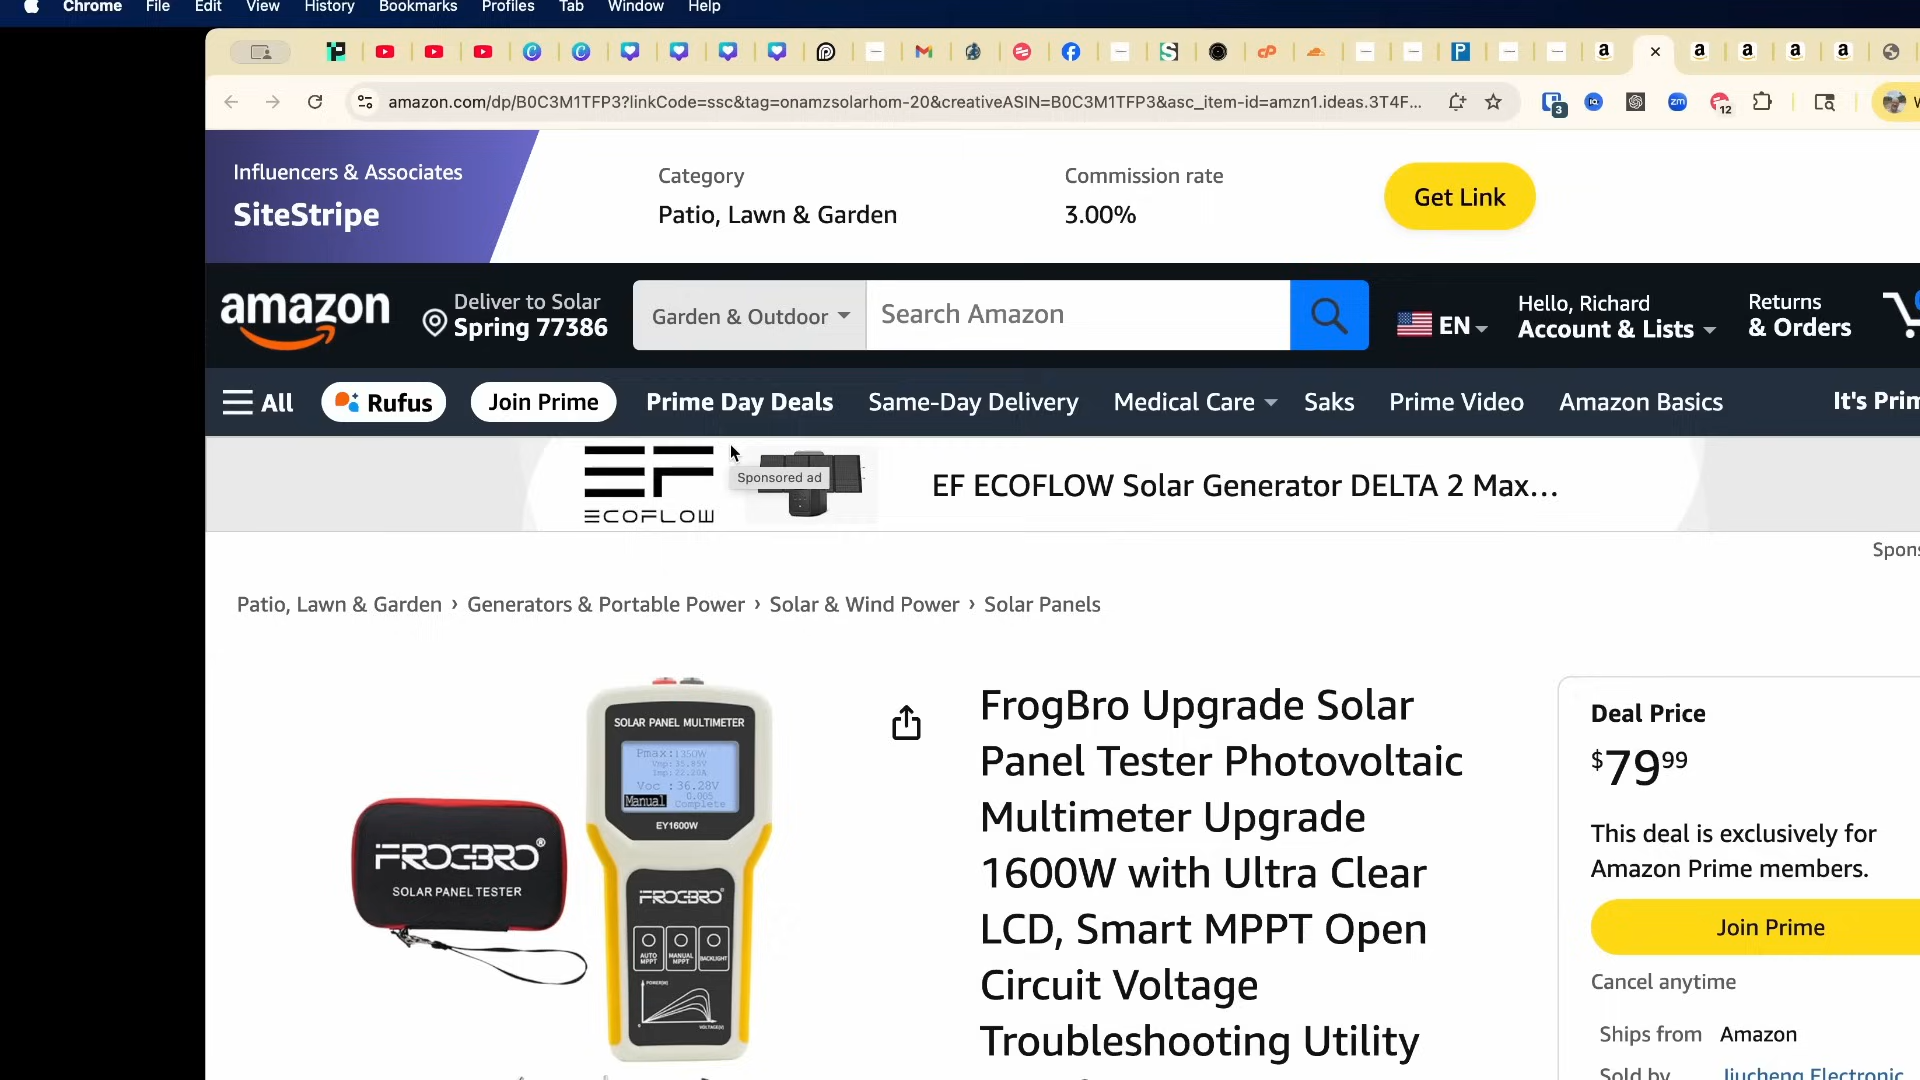 Chrome File Edit View History Bookmarks Profiles Tab Window Help
amazon.com/dp/B0C3M1TFP3?linkCode=ssc&tag=onamzsolarhom-20&creativeASIN=B0C3M1TFP3&asc_item-id=amzn1.ideas.3T4F...
3
12
Influencers & Associates
SiteStripe
Category
Patio, Lawn & Garden
Commission rate
3.00%
Get Link
amazon
Deliver to Solar
Spring 77386
Garden & Outdoor
Search Amazon
EN
Hello, Richard
Account & Lists
Returns
& Orders
All
Rufus
Join Prime
Prime Day Deals
Same-Day Delivery
Medical Care
Saks
Prime Video
Amazon Basics
It's Prim
EF
ECOFLOW
Sponsored ad
EF ECOFLOW Solar Generator DELTA 2 Max...
Spons
Patio, Lawn & Garden › Generators & Portable Power › Solar & Wind Power › Solar Panels
FROGBRO®
SOLAR PANEL TESTER
SOLAR PANEL MULTIMETER
Pmax:1350W
Vmp:35.85V
Voc :36.28V
Manual
Complete
EY1600W
FROGBRO®
AUTO MPPT
MANUAL MPPT
BACKLIGHT
POWER(W)
VOLTAGE(V)
FrogBro Upgrade Solar
Panel Tester Photovoltaic
Multimeter Upgrade
1600W with Ultra Clear
LCD, Smart MPPT Open
Circuit Voltage
Troubleshooting Utility
Deal Price
$79 99
This deal is exclusively for
Amazon Prime members.
Join Prime
Cancel anytime
Ships from Amazon
Sold by Jiucheng Electronic